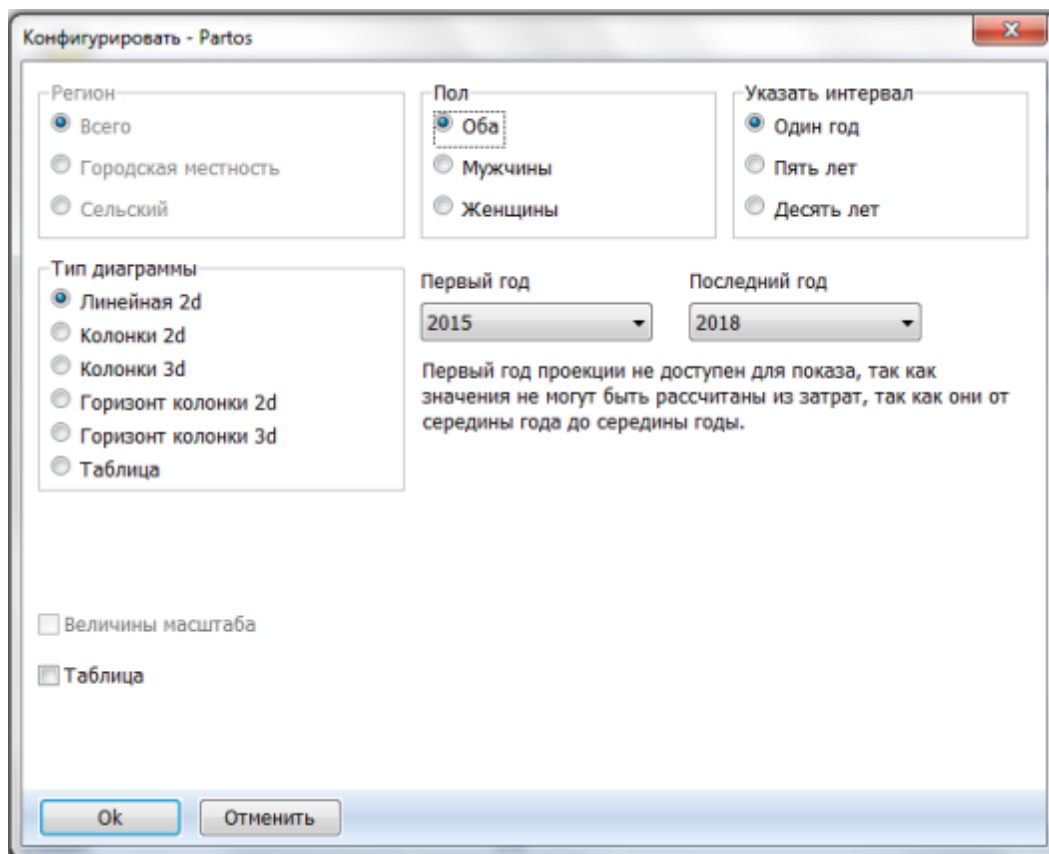 Конфигурировать - Partos
Регион
Всего
Городская местность
Сельский
Пол
Оба
Мужчины
Женщины
Указать интервал
Один год
Пять лет
Десять лет
Тип диаграммы
Линейная 2d
Колонки 2d
Колонки 3d
Горизонт колонки 2d
Горизонт колонки 3d
Таблица
Первый год
2015
Последний год
2018
Первый год проекции не доступен для показа, так как
значения не могут быть рассчитаны из затрат, так как они от
середины года до середины годы.
Величины масштаба
Таблица
Ok
Отменить